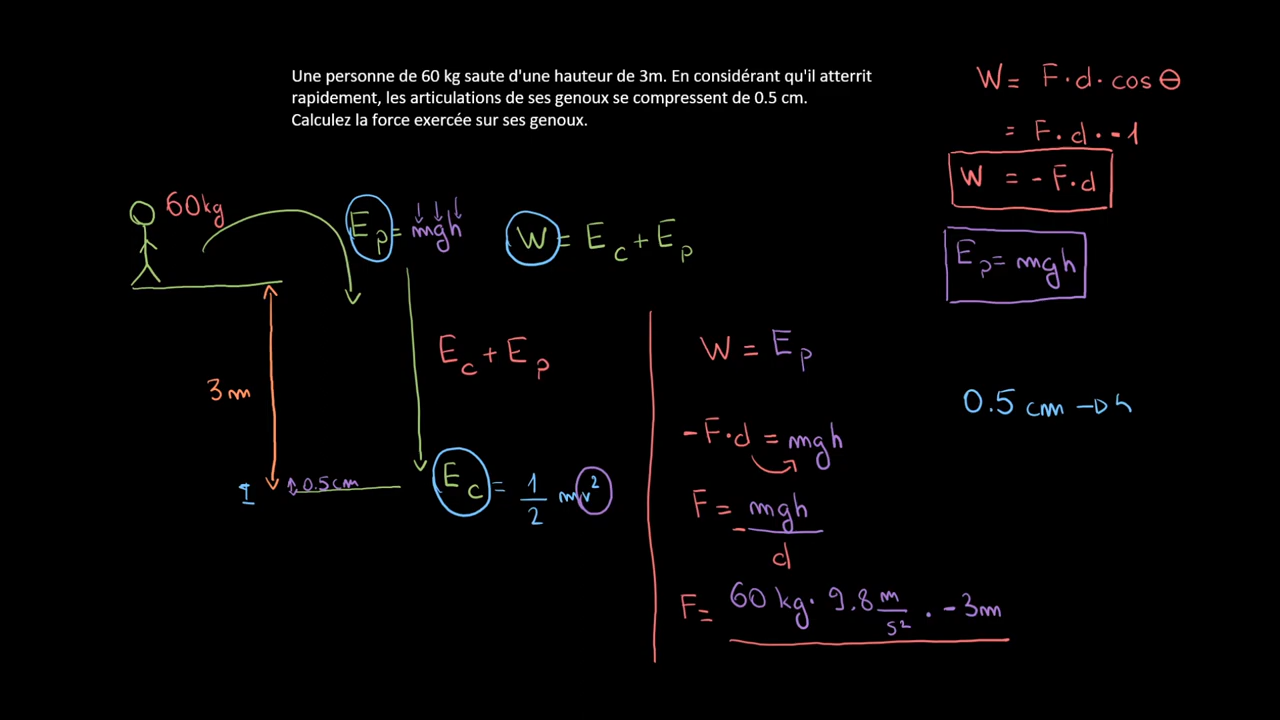 Une personne de 60 kg saute d'une hauteur de 3m. En considérant qu'il atterrit
rapidement, les articulations de ses genoux se compressent de 0.5 cm.
Calculez la force exercée sur ses genoux.
W = F·d·cosθ
= F·d·-1
W = -F·d
60kg
Ep = mgh
W = Ec + Ep
Ep = mgh
Ec + Ep
W = Ep
3m
0.5 cm
-F·d = mgh
0.5cm
Ec = 1/2 mv²
F = - mgh/d
F = 60 kg · 9.8 m/s² · -3m